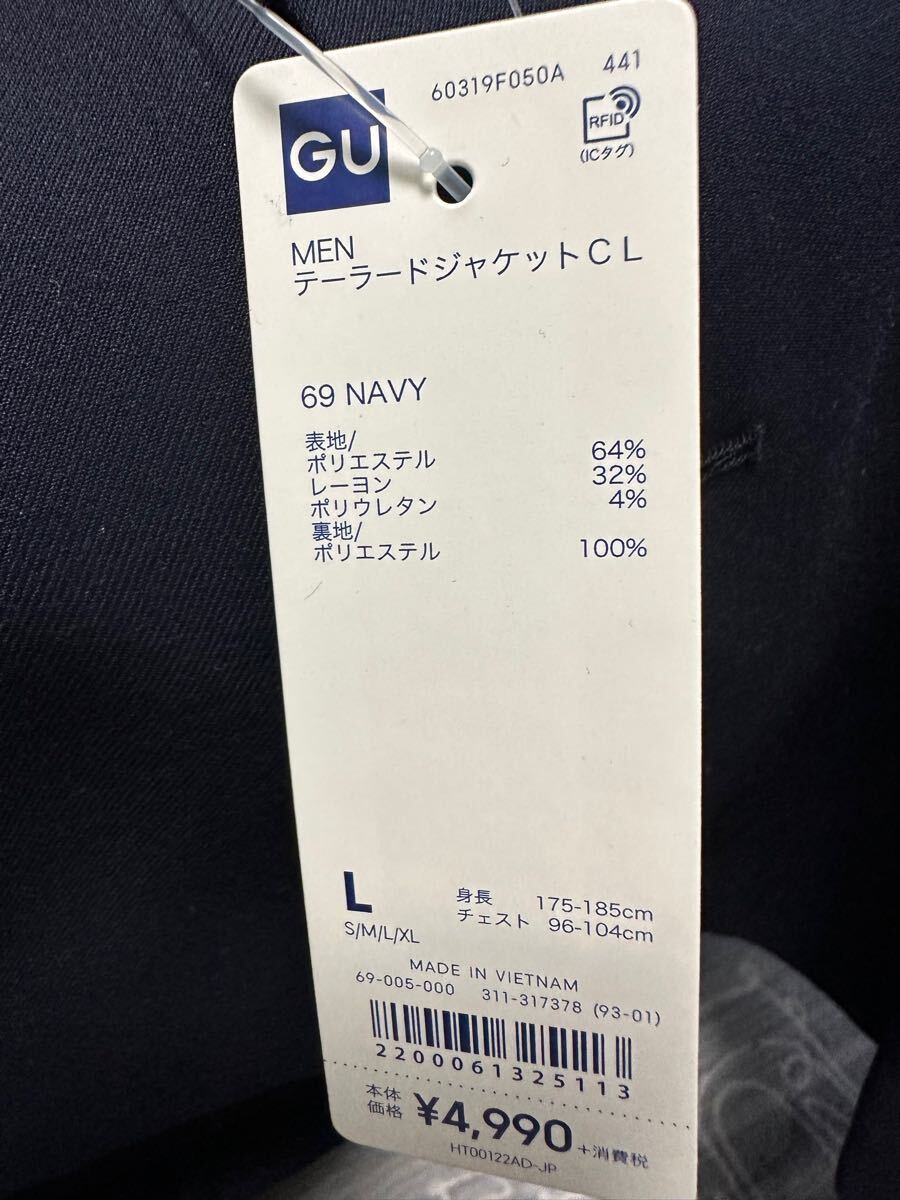 60319F050A 441
GU
RFID
(ICタグ)
MEN
テーラードジャケットCL
69 NAVY
表地/
ポリエステル 64%
レーヨン 32%
ポリウレタン 4%
裏地/
ポリエステル 100%
L
S/M/L/XL
身長 175-185cm
チェスト 96-104cm
MADE IN VIETNAM
69-005-000 311-317378 (93-01)
2200061325113
本体
価格 ¥4,990 +消費税
HT00122AD-JP